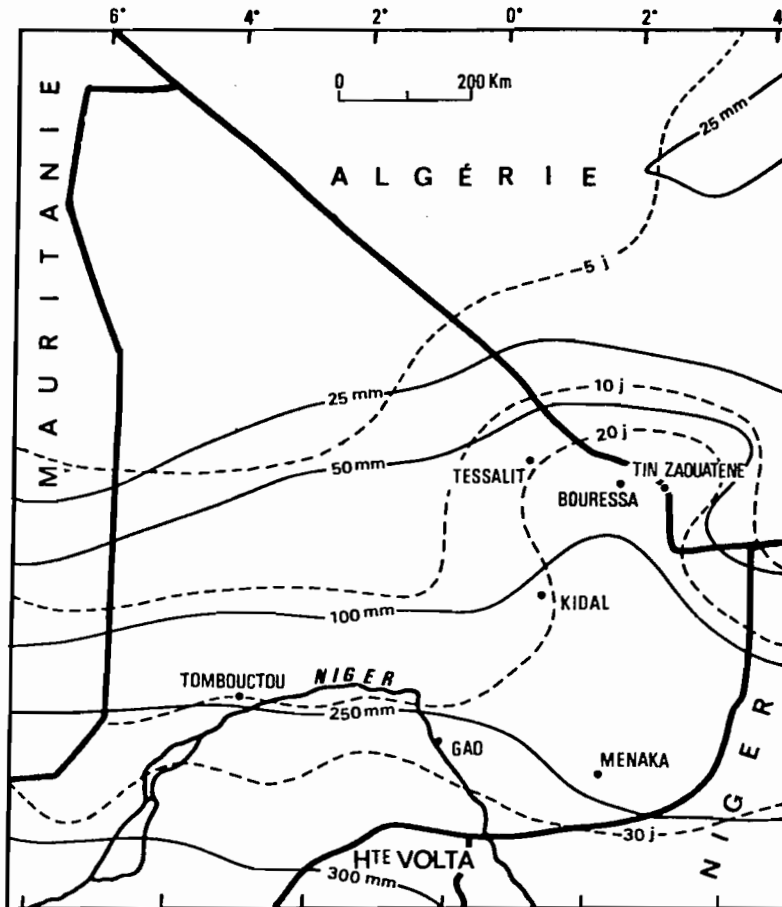 6° 4° 2° 0° 2° 4
0 200 Km
25 mm
ALGÉRIE
MAURITANIE
5 j
25 mm
10 j
20 j
50 mm
TESSALIT
TIN ZAOUATENE
BOURESSA
KIDAL
100 mm
NIGER
TOMBOUCTOU
250 mm
GAO
MENAKA
NIGER
30 j
HTE VOLTA
300 mm